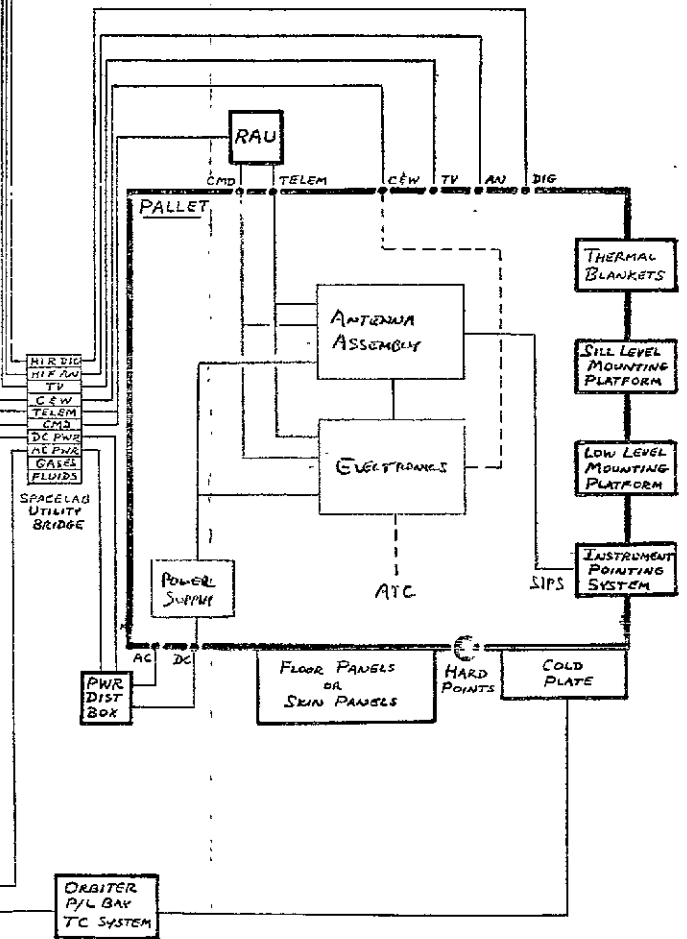 RAU
CMD
TELEM
C&W
TV
AN
DIG
PALLET
THERMAL
BLANKETS
ANTENNA
ASSEMBLY
SILL LEVEL
MOUNTING
PLATFORM
HI R DIG
HI F AN
TV
C&W
TELEM
CMD
DC PWR
AC PWR
GASES
FLUIDS
SPACELAB
UTILITY
BRIDGE
ELECTRONICS
LOW LEVEL
MOUNTING
PLATFORM
POWER
SUPPLY
ATC
SIPS
INSTRUMENT
POINTING
SYSTEM
AC
DC
PWR
DIST
BOX
FLOOR PANELS
OR
SKIN PANELS
HARD
POINTS
COLD
PLATE
ORBITER
P/L BAY
TC SYSTEM